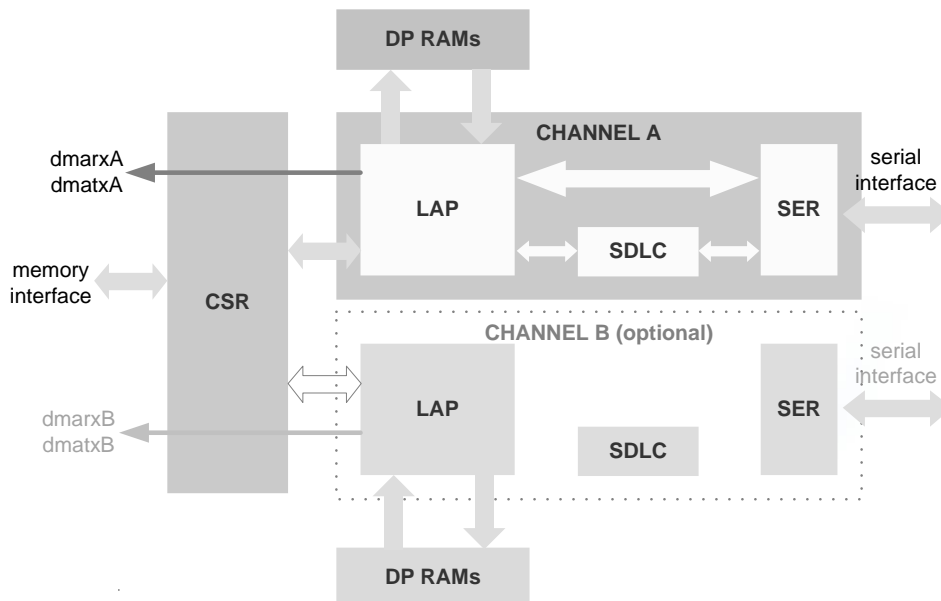 DP RAMs
CHANNEL A
dmarxA
dmatxA
LAP
SER
serial
interface
SDLC
memory
interface
CSR
CHANNEL B (optional)
serial
interface
LAP
SER
dmarxB
dmatxB
SDLC
DP RAMs